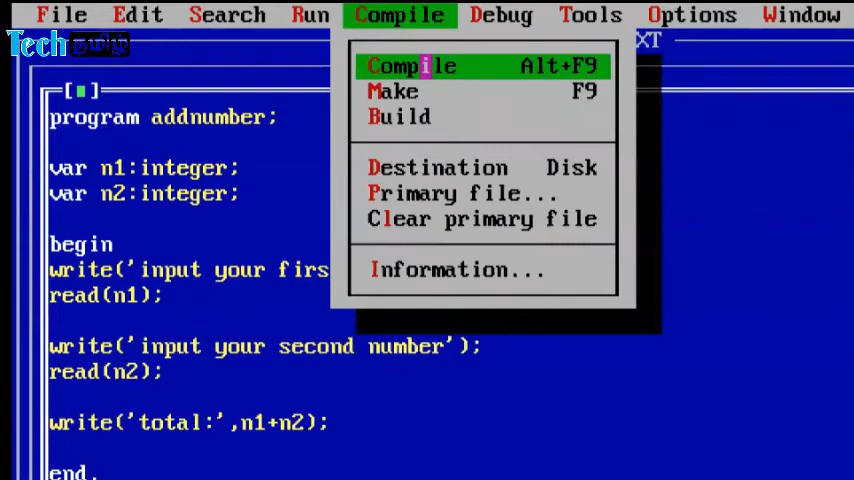 File Edit Search Run Compile Debug Tools Options Window
Tech தமிழ்
XT
Compile Alt+F9
Make F9
Build
Destination Disk
Primary file...
Clear primary file
Information...
[■]
program addnumber;
var n1:integer;
var n2:integer;
begin
write('input your firs
read(n1);
write('input your second number');
read(n2);
write('total:',n1+n2);
end.